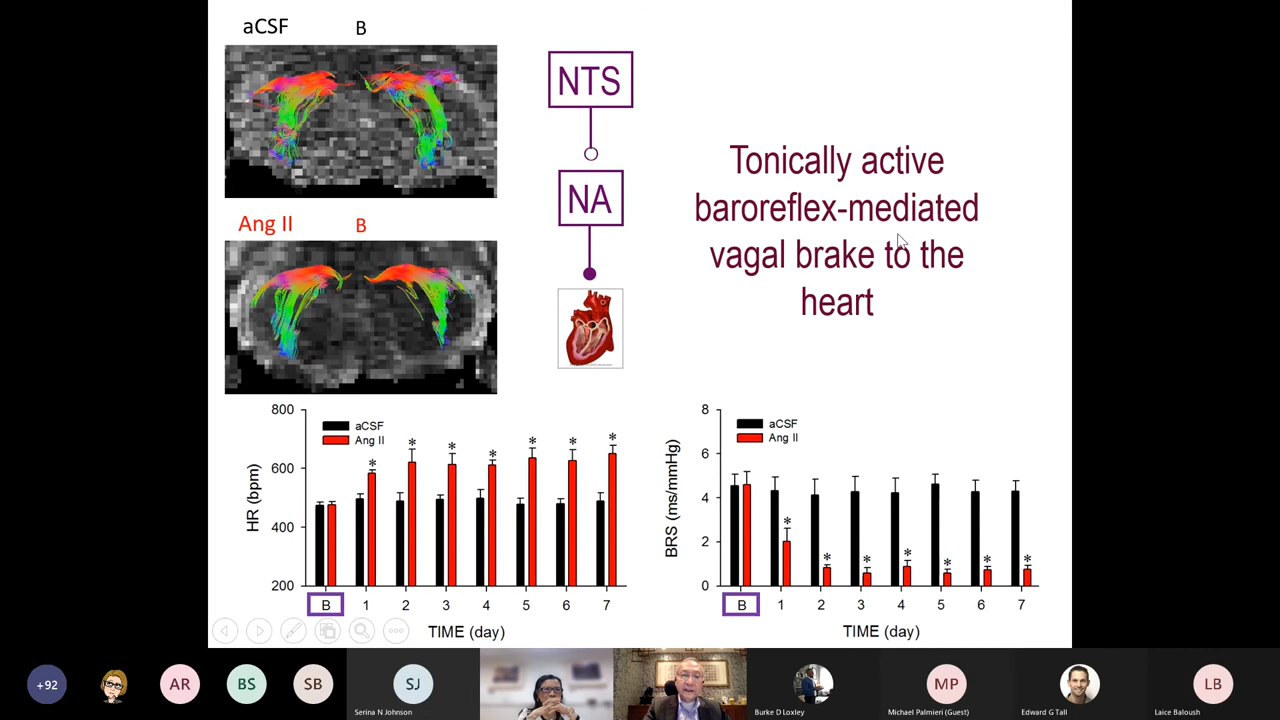 aCSF B
NTS
NA
Tonically active
baroreflex-mediated
vagal brake to the
heart
Ang II B
800
600
400
200
HR (bpm)
aCSF
Ang II
* * * * * * *
B 1 2 3 4 5 6 7
TIME (day)
8
6
4
2
0
BRS (ms/mmHg)
aCSF
Ang II
* * * * * * *
B 1 2 3 4 5 6 7
TIME (day)
+92
AR
BS
SB
SJ
Serina N Johnson
Burke D Loxley
MP
Michael Palmieri (Guest)
Edward G Tall
LB
Laice Baloush